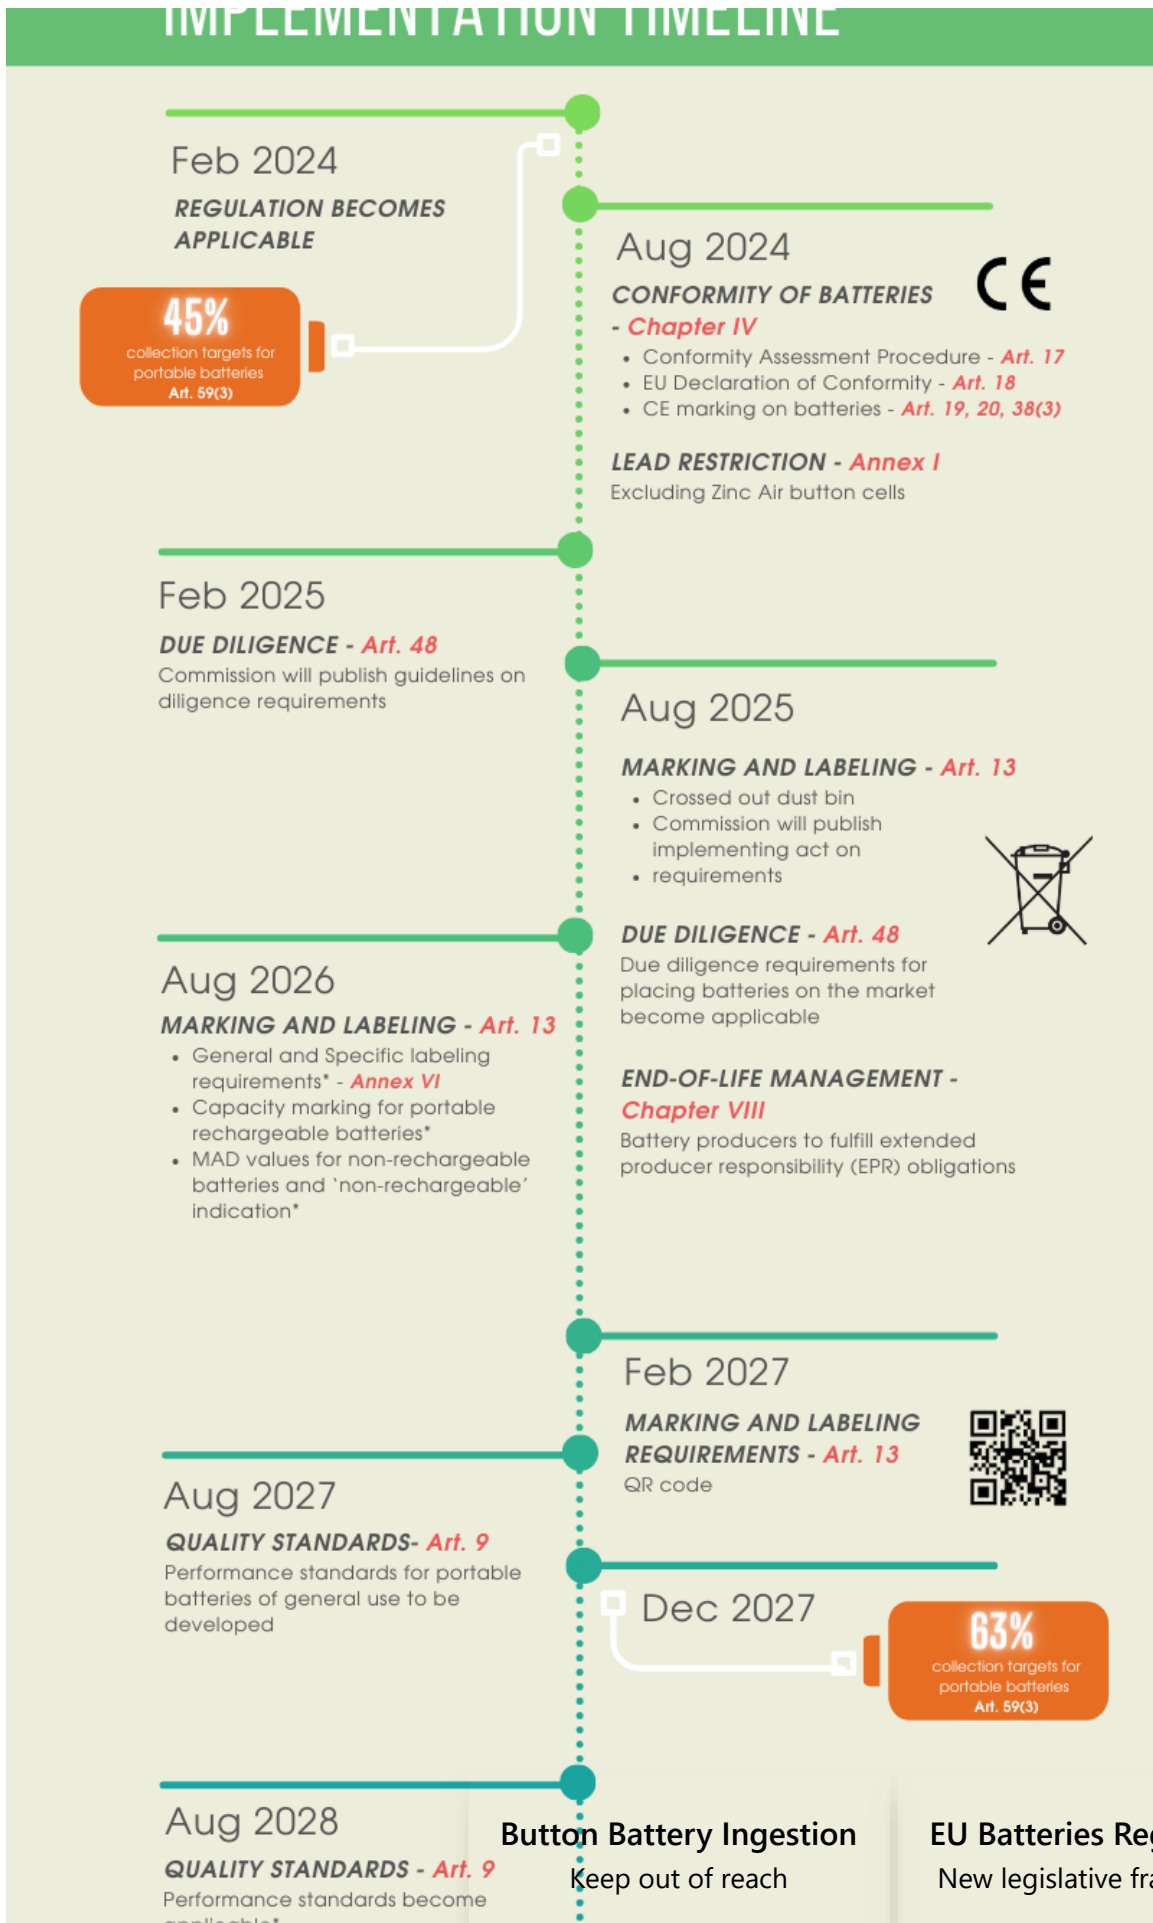 IMPLEMENTATION TIMELINE
Feb 2024
REGULATION BECOMES
APPLICABLE
45%
collection targets for
portable batteries
Art. 59(3)
Aug 2024
CONFORMITY OF BATTERIES
- Chapter IV
• Conformity Assessment Procedure - Art. 17
• EU Declaration of Conformity - Art. 18
• CE marking on batteries - Art. 19, 20, 38(3)
CE
LEAD RESTRICTION - Annex I
Excluding Zinc Air button cells
Feb 2025
DUE DILIGENCE - Art. 48
Commission will publish guidelines on
diligence requirements
Aug 2025
MARKING AND LABELING - Art. 13
• Crossed out dust bin
• Commission will publish
implementing act on
• requirements
DUE DILIGENCE - Art. 48
Due diligence requirements for
placing batteries on the market
become applicable
END-OF-LIFE MANAGEMENT -
Chapter VIII
Battery producers to fulfill extended
producer responsibility (EPR) obligations
Aug 2026
MARKING AND LABELING - Art. 13
• General and Specific labeling
requirements* - Annex VI
• Capacity marking for portable
rechargeable batteries*
• MAD values for non-rechargeable
batteries and ‘non-rechargeable’
indication*
Feb 2027
MARKING AND LABELING
REQUIREMENTS - Art. 13
QR code
Aug 2027
QUALITY STANDARDS- Art. 9
Performance standards for portable
batteries of general use to be
developed
Dec 2027
63%
collection targets for
portable batteries
Art. 59(3)
Aug 2028
QUALITY STANDARDS - Art. 9
Performance standards become
applicable*
Button Battery Ingestion
Keep out of reach
EU Batteries Reg
New legislative fra